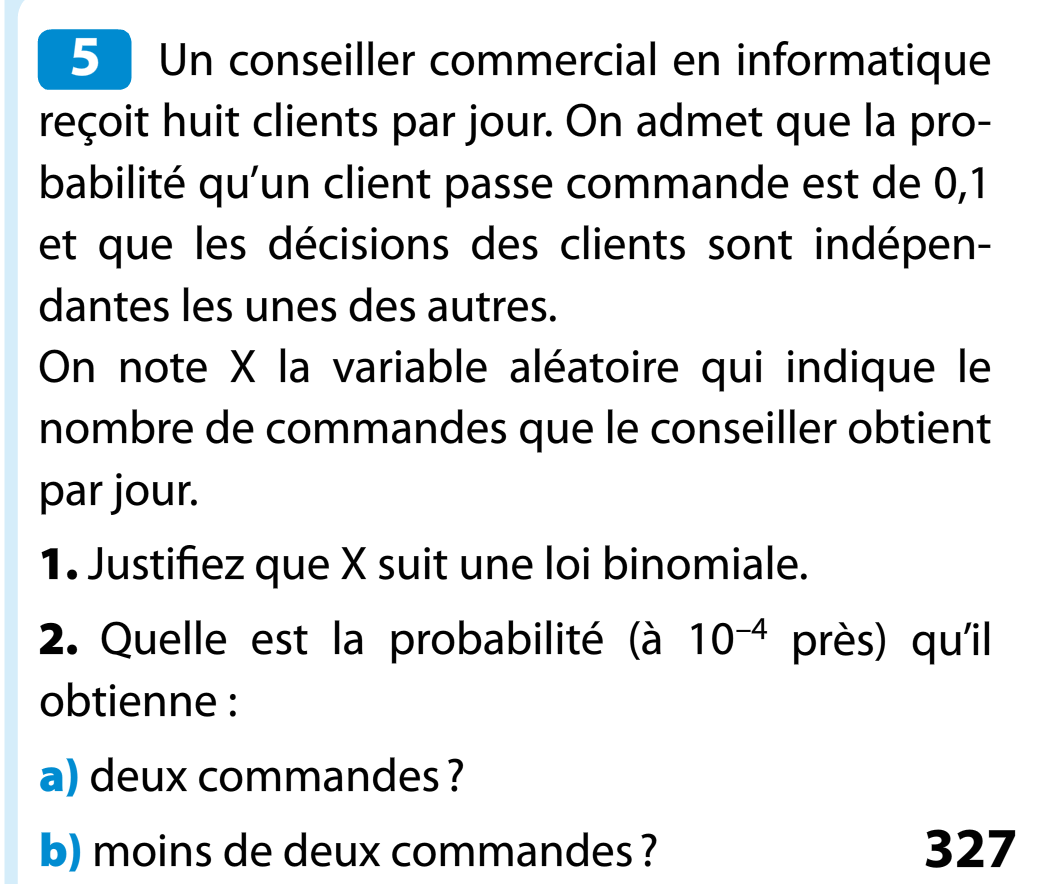 5 Un conseiller commercial en informatique
reçoit huit clients par jour. On admet que la pro-
babilité qu’un client passe commande est de 0,1
et que les décisions des clients sont indépen-
dantes les unes des autres.
On note X la variable aléatoire qui indique le
nombre de commandes que le conseiller obtient
par jour.
1. Justifiez que X suit une loi binomiale.
2. Quelle est la probabilité (à 10⁻⁴ près) qu’il
obtienne :
a) deux commandes ?
b) moins de deux commandes ? 327